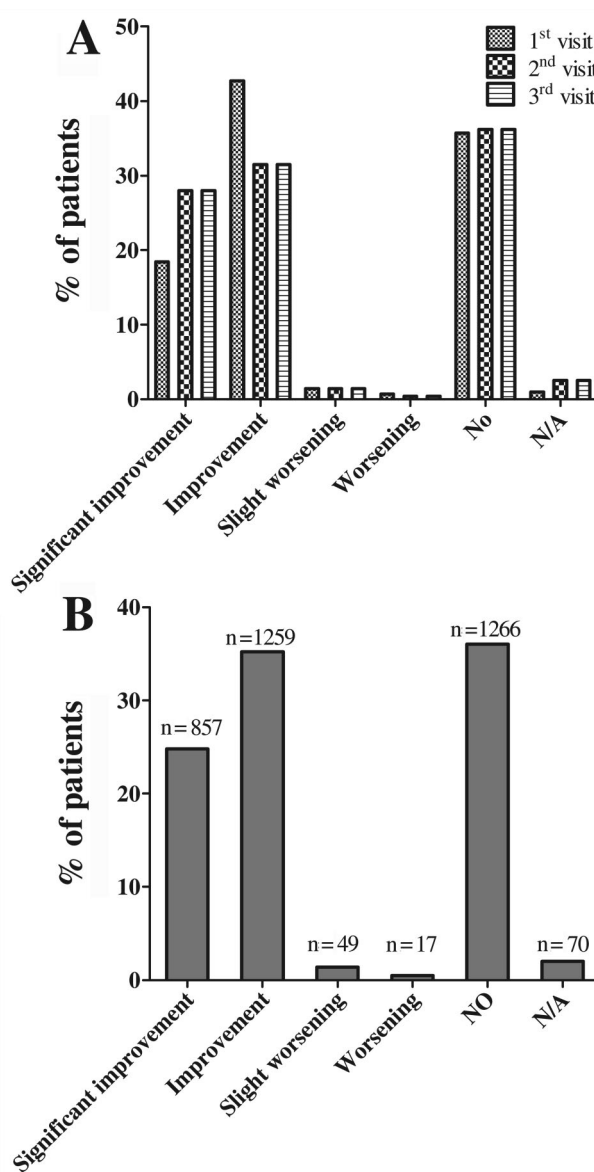 A
1st visit
2nd visit
3rd visit
% of patients
50
40
30
20
10
0
Significant improvement
Improvement
Slight worsening
Worsening
No
N/A
B
% of patients
40
30
20
10
0
n=857
n=1259
n=49
n=17
n=1266
n=70
Significant improvement
Improvement
Slight worsening
Worsening
NO
N/A